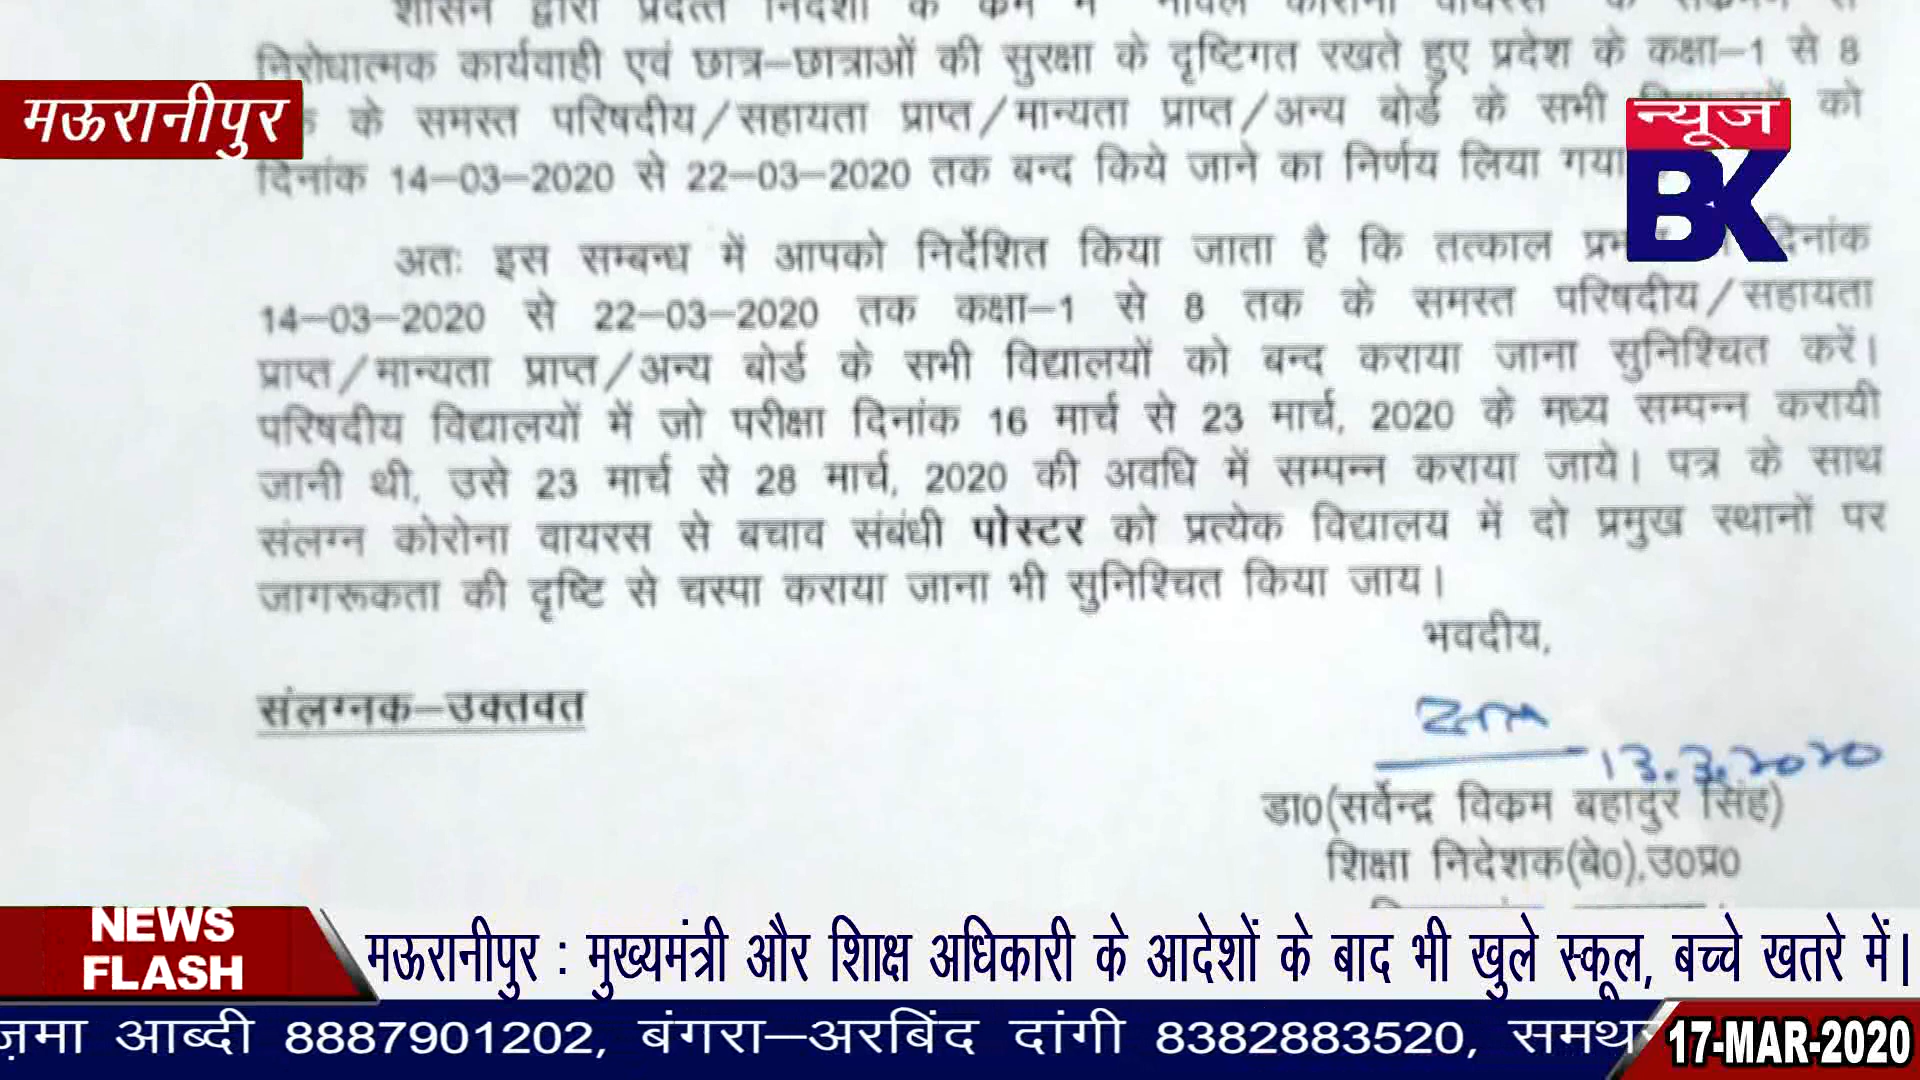 शासन द्वारा प्रदत्त निर्देशों के क्रम में नोवेल कोरोना वायरस के संक्रमण से
निरोधात्मक कार्यवाही एवं छात्र–छात्राओं की सुरक्षा के दृष्टिगत रखते हुए प्रदेश के कक्षा–1 से 8
मऊरानीपुर
के समस्त परिषदीय/सहायता प्राप्त/मान्यता प्राप्त/अन्य बोर्ड के सभी को
न्यूज
BK
दिनांक 14–03–2020 से 22–03–2020 तक बन्द किये जाने का निर्णय लिया गया
अतः इस सम्बन्ध में आपको निर्देशित किया जाता है कि तत्काल दिनांक
14–03–2020 से 22–03–2020 तक कक्षा–1 से 8 तक के समस्त परिषदीय/सहायता
प्राप्त/मान्यता प्राप्त/अन्य बोर्ड के सभी विद्यालयों को बन्द कराया जाना सुनिश्चित करें।
परिषदीय विद्यालयों में जो परीक्षा दिनांक 16 मार्च से 23 मार्च, 2020 के मध्य सम्पन्न करायी
जानी थी, उसे 23 मार्च से 28 मार्च, 2020 की अवधि में सम्पन्न कराया जाये। पत्र के साथ
संलग्न कोरोना वायरस से बचाव संबंधी पोस्टर को प्रत्येक विद्यालय में दो प्रमुख स्थानों पर
जागरूकता की दृष्टि से चस्पा कराया जाना भी सुनिश्चित किया जाय।
भवदीय,
संलग्नक–उक्तवत
13.3.2020
डा0(सर्वेन्द्र विकम बहादुर सिंह)
शिक्षा निदेशक(बे0),उ0प्र0
NEWS
FLASH
मऊरानीपुर : मुख्यमंत्री और शिाक्ष अधिकारी के आदेशों के बाद भी खुले स्कूल, बच्चे खतरे में।
ज़मा आब्दी 8887901202, बंगरा–अरबिंद दांगी 8382883520, समथ
17-MAR-2020